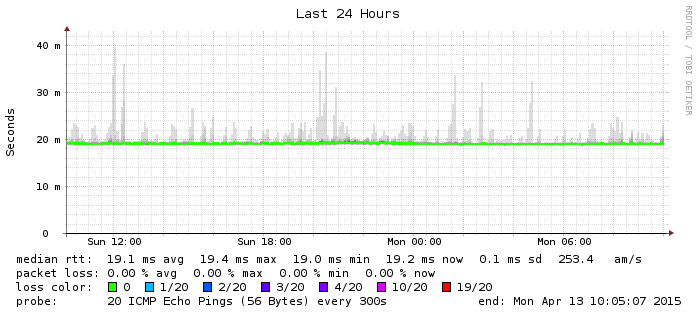 Last 24 Hours
RRDTOOL / TOBI OETIKER
Seconds
40 m
30 m
20 m
10 m
0
Sun 12:00 Sun 18:00 Mon 00:00 Mon 06:00
median rtt: 19.1 ms avg 19.4 ms max 19.0 ms min 19.2 ms now 0.1 ms sd 253.4 am/s
packet loss: 0.00 % avg 0.00 % max 0.00 % min 0.00 % now
loss color: 0 1/20 2/20 3/20 4/20 10/20 19/20
probe: 20 ICMP Echo Pings (56 Bytes) every 300s end: Mon Apr 13 10:05:07 2015